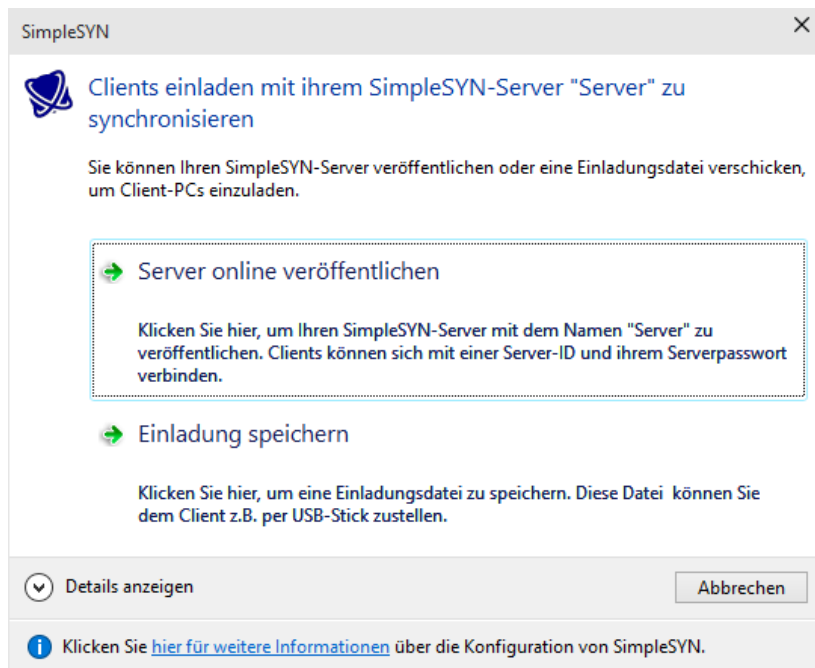 SimpleSYN
Clients einladen mit ihrem SimpleSYN-Server "Server" zu
synchronisieren
Sie können Ihren SimpleSYN-Server veröffentlichen oder eine Einladungsdatei verschicken,
um Client-PCs einzuladen.
Server online veröffentlichen
Klicken Sie hier, um Ihren SimpleSYN-Server mit dem Namen "Server" zu
veröffentlichen. Clients können sich mit einer Server-ID und ihrem Serverpasswort
verbinden.
Einladung speichern
Klicken Sie hier, um eine Einladungsdatei zu speichern. Diese Datei  können Sie
dem Client z.B. per USB-Stick zustellen.
Details anzeigen
Abbrechen
Klicken Sie hier für weitere Informationen über die Konfiguration von SimpleSYN.